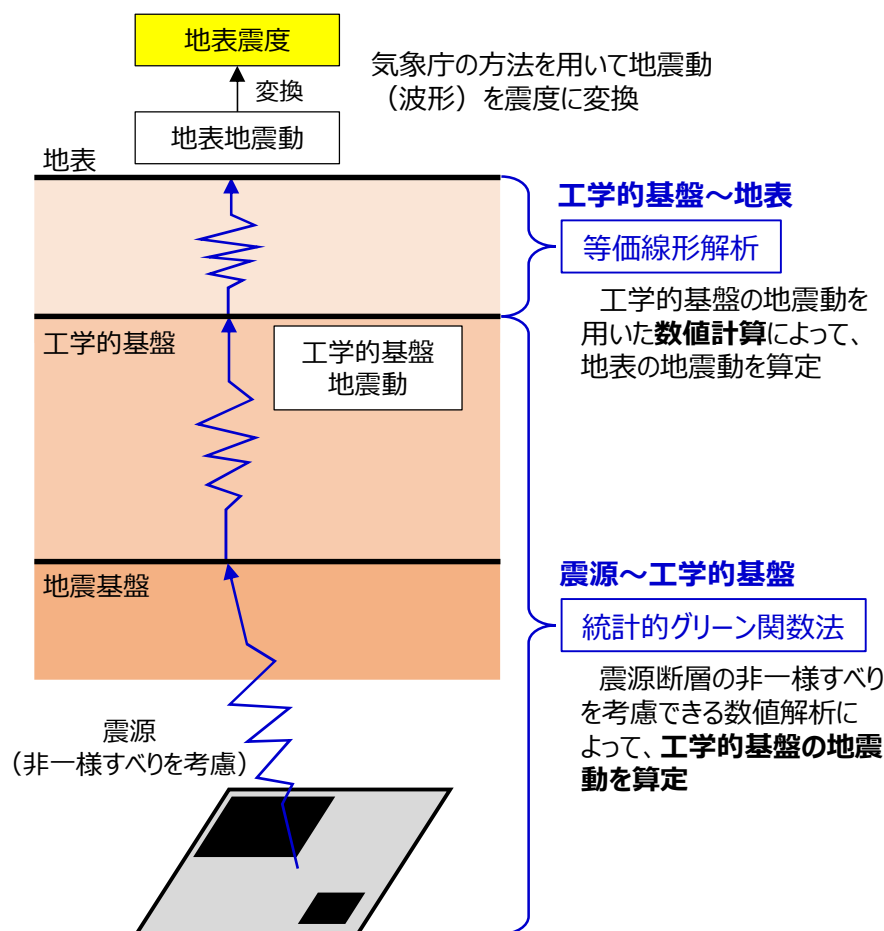 地表震度
変換
地表地震動
気象庁の方法を用いて地震動
（波形）を震度に変換
地表
工学的基盤～地表
等価線形解析
工学的基盤の地震動を
用いた数値計算によって、
地表の地震動を算定
工学的基盤
工学的基盤
地震動
地震基盤
震源～工学的基盤
統計的グリーン関数法
震源断層の非一様すべり
を考慮できる数値解析に
よって、工学的基盤の地震
動を算定
震源
（非一様すべりを考慮）